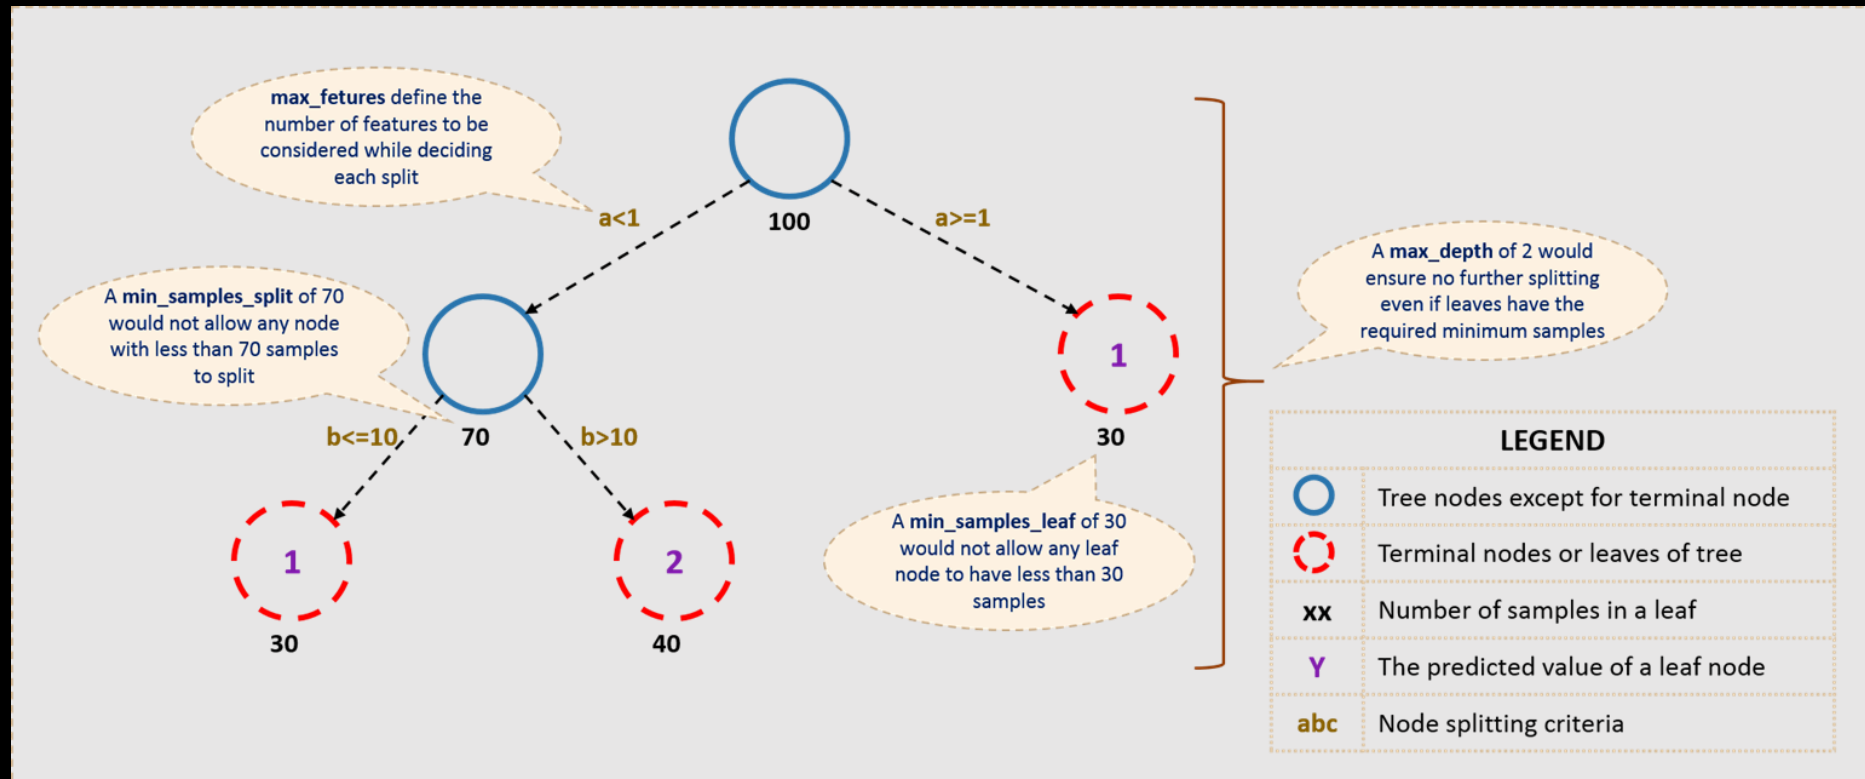 max_fetures define the
number of features to be
considered while deciding
each split
100
a<1
a>=1
A max_depth of 2 would
ensure no further splitting
even if leaves have the
required minimum samples
A min_samples_split of 70
would not allow any node
with less than 70 samples
to split
1
b<=10
70
b>10
30
LEGEND
Tree nodes except for terminal node
Terminal nodes or leaves of tree
xx Number of samples in a leaf
Y The predicted value of a leaf node
abc Node splitting criteria
A min_samples_leaf of 30
would not allow any leaf
node to have less than 30
samples
1
2
30
40